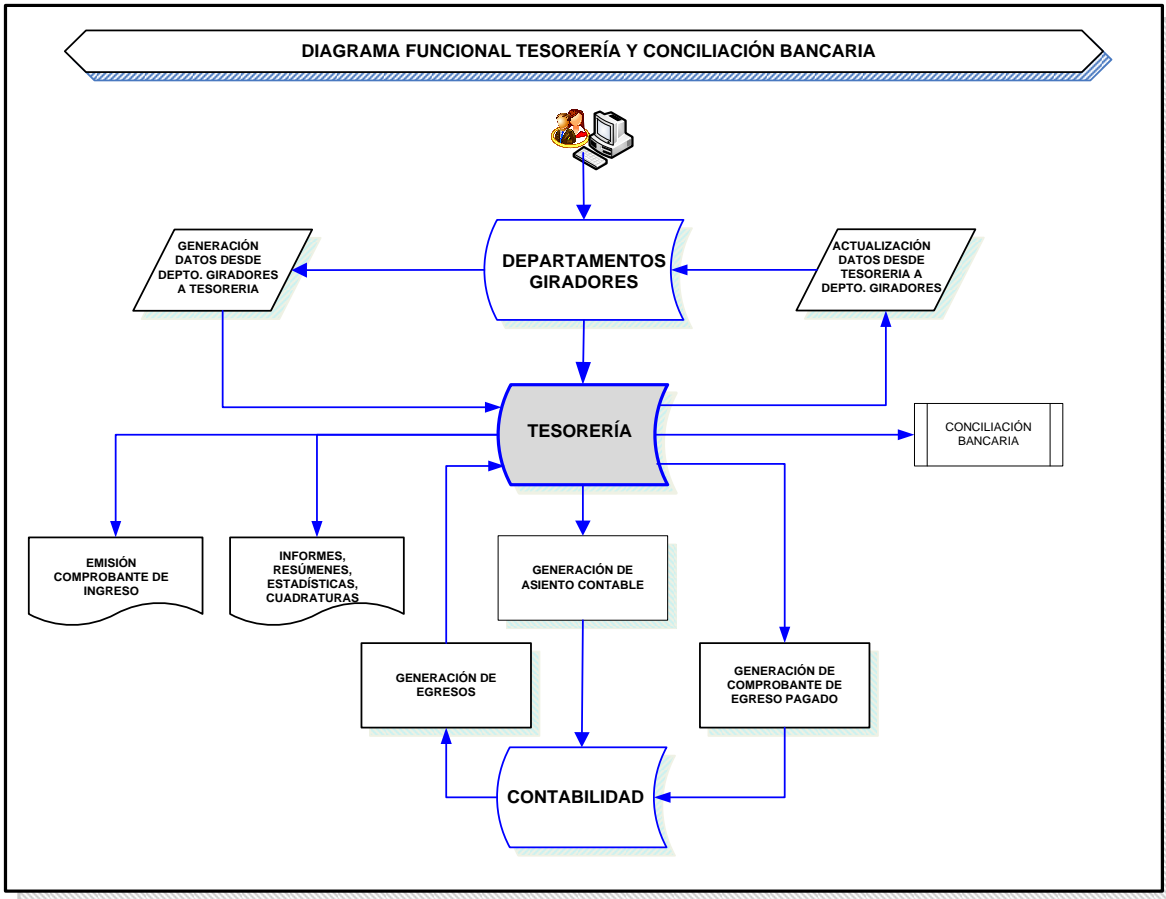 DIAGRAMA FUNCIONAL TESORERÍA Y CONCILIACIÓN BANCARIA
GENERACIÓN
DATOS DESDE
DEPTO. GIRADORES
A TESORERIA
DEPARTAMENTOS
GIRADORES
ACTUALIZACIÓN
DATOS DESDE
TESORERIA A
DEPTO. GIRADORES
TESORERÍA
CONCILIACIÓN
BANCARIA
EMISIÓN
COMPROBANTE DE
INGRESO
INFORMES,
RESÚMENES,
ESTADÍSTICAS,
CUADRATURAS
GENERACIÓN DE
ASIENTO CONTABLE
GENERACIÓN DE
EGRESOS
GENERACIÓN DE
COMPROBANTE DE
EGRESO PAGADO
CONTABILIDAD